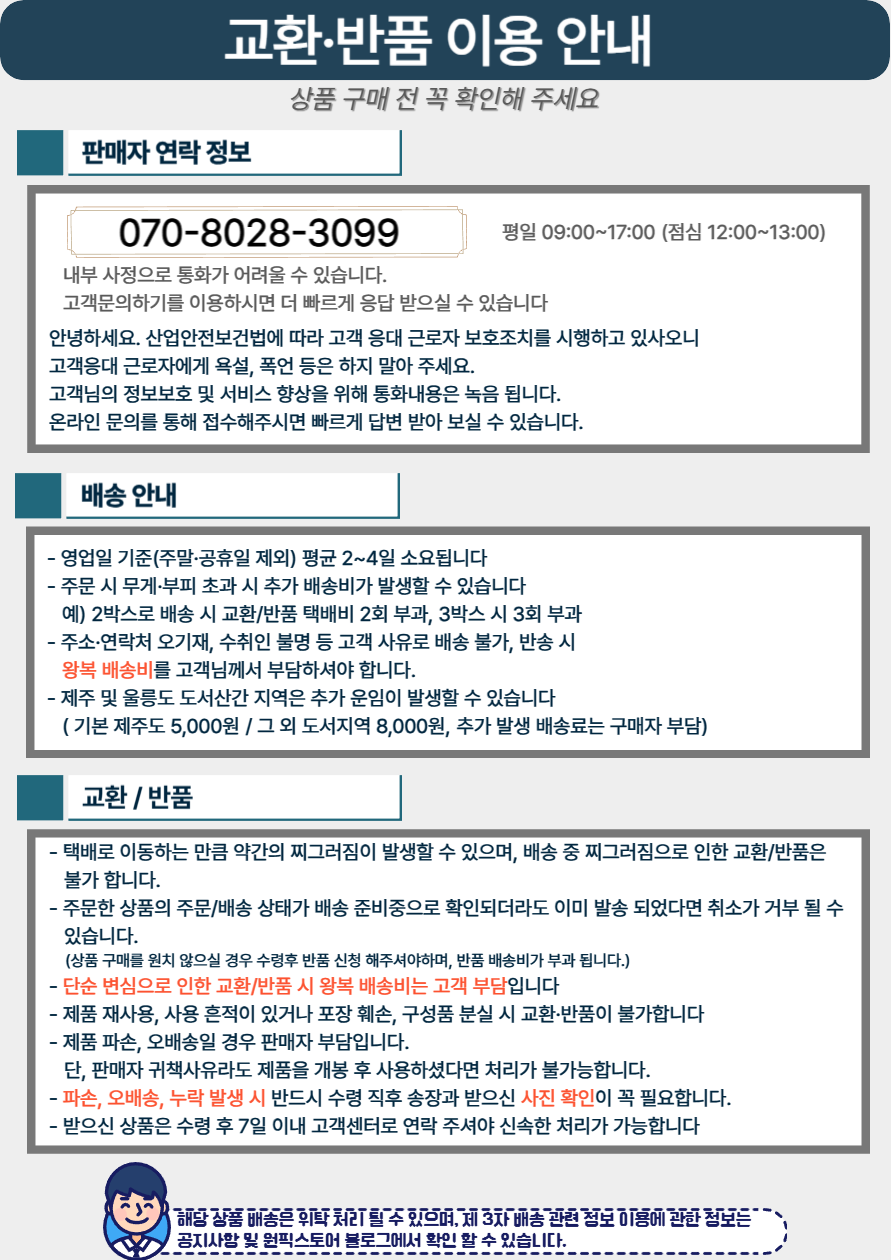 교환·반품 이용 안내
상품 구매 전 꼭 확인해 주세요
판매자 연락 정보
070-8028-3099
평일 09:00~17:00 (점심 12:00~13:00)
내부 사정으로 통화가 어려울 수 있습니다.
고객문의하기를 이용하시면 더 빠르게 응답 받으실 수 있습니다
안녕하세요. 산업안전보건법에 따라 고객 응대 근로자 보호조치를 시행하고 있사오니
고객응대 근로자에게 욕설, 폭언 등은 하지 말아 주세요.
고객님의 정보보호 및 서비스 향상을 위해 통화내용은 녹음 됩니다.
온라인 문의를 통해 접수해주시면 빠르게 답변 받아 보실 수 있습니다.
배송 안내
- 영업일 기준(주말·공휴일 제외) 평균 2~4일 소요됩니다
- 주문 시 무게·부피 초과 시 추가 배송비가 발생할 수 있습니다
예) 2박스로 배송 시 교환/반품 택배비 2회 부과, 3박스 시 3회 부과
- 주소·연락처 오기재, 수취인 불명 등 고객 사유로 배송 불가, 반송 시
왕복 배송비를 고객님께서 부담하셔야 합니다.
- 제주 및 울릉도 도서산간 지역은 추가 운임이 발생할 수 있습니다
( 기본 제주도 5,000원 / 그 외 도서지역 8,000원, 추가 발생 배송료는 구매자 부담)
교환 / 반품
- 택배로 이동하는 만큼 약간의 찌그러짐이 발생할 수 있으며, 배송 중 찌그러짐으로 인한 교환/반품은
불가 합니다.
- 주문한 상품의 주문/배송 상태가 배송 준비중으로 확인되더라도 이미 발송 되었다면 취소가 거부 될 수
있습니다.
(상품 구매를 원치 않으실 경우 수령후 반품 신청 해주셔야하며, 반품 배송비가 부과 됩니다.)
- 단순 변심으로 인한 교환/반품 시 왕복 배송비는 고객 부담입니다
- 제품 재사용, 사용 흔적이 있거나 포장 훼손, 구성품 분실 시 교환·반품이 불가합니다
- 제품 파손, 오배송일 경우 판매자 부담입니다.
단, 판매자 귀책사유라도 제품을 개봉 후 사용하셨다면 처리가 불가능합니다.
- 파손, 오배송, 누락 발생 시 반드시 수령 직후 송장과 받으신 사진 확인이 꼭 필요합니다.
- 받으신 상품은 수령 후 7일 이내 고객센터로 연락 주셔야 신속한 처리가 가능합니다
해당 상품 배송은 위탁 처리 될 수 있으며, 제 3자 배송 관련 정보 이용에 관한 정보는
공지사항 및 원픽스토어 블로그에서 확인 할 수 있습니다.